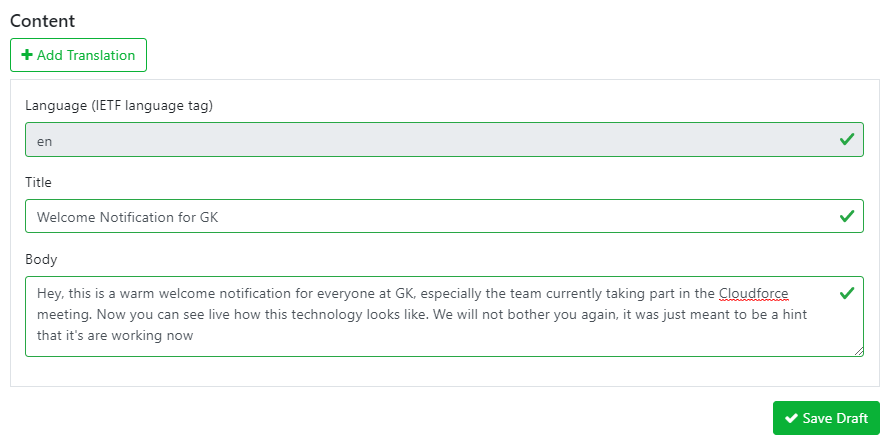 Content
Add Translation
Language (IETF language tag)
en
Title
Welcome Notification for GK
Body
Hey, this is a warm welcome notification for everyone at GK, especially the team currently taking part in the Cloudforce
meeting. Now you can see live how this technology looks like. We will not bother you again, it was just meant to be a hint
that it's are working now
Save Draft